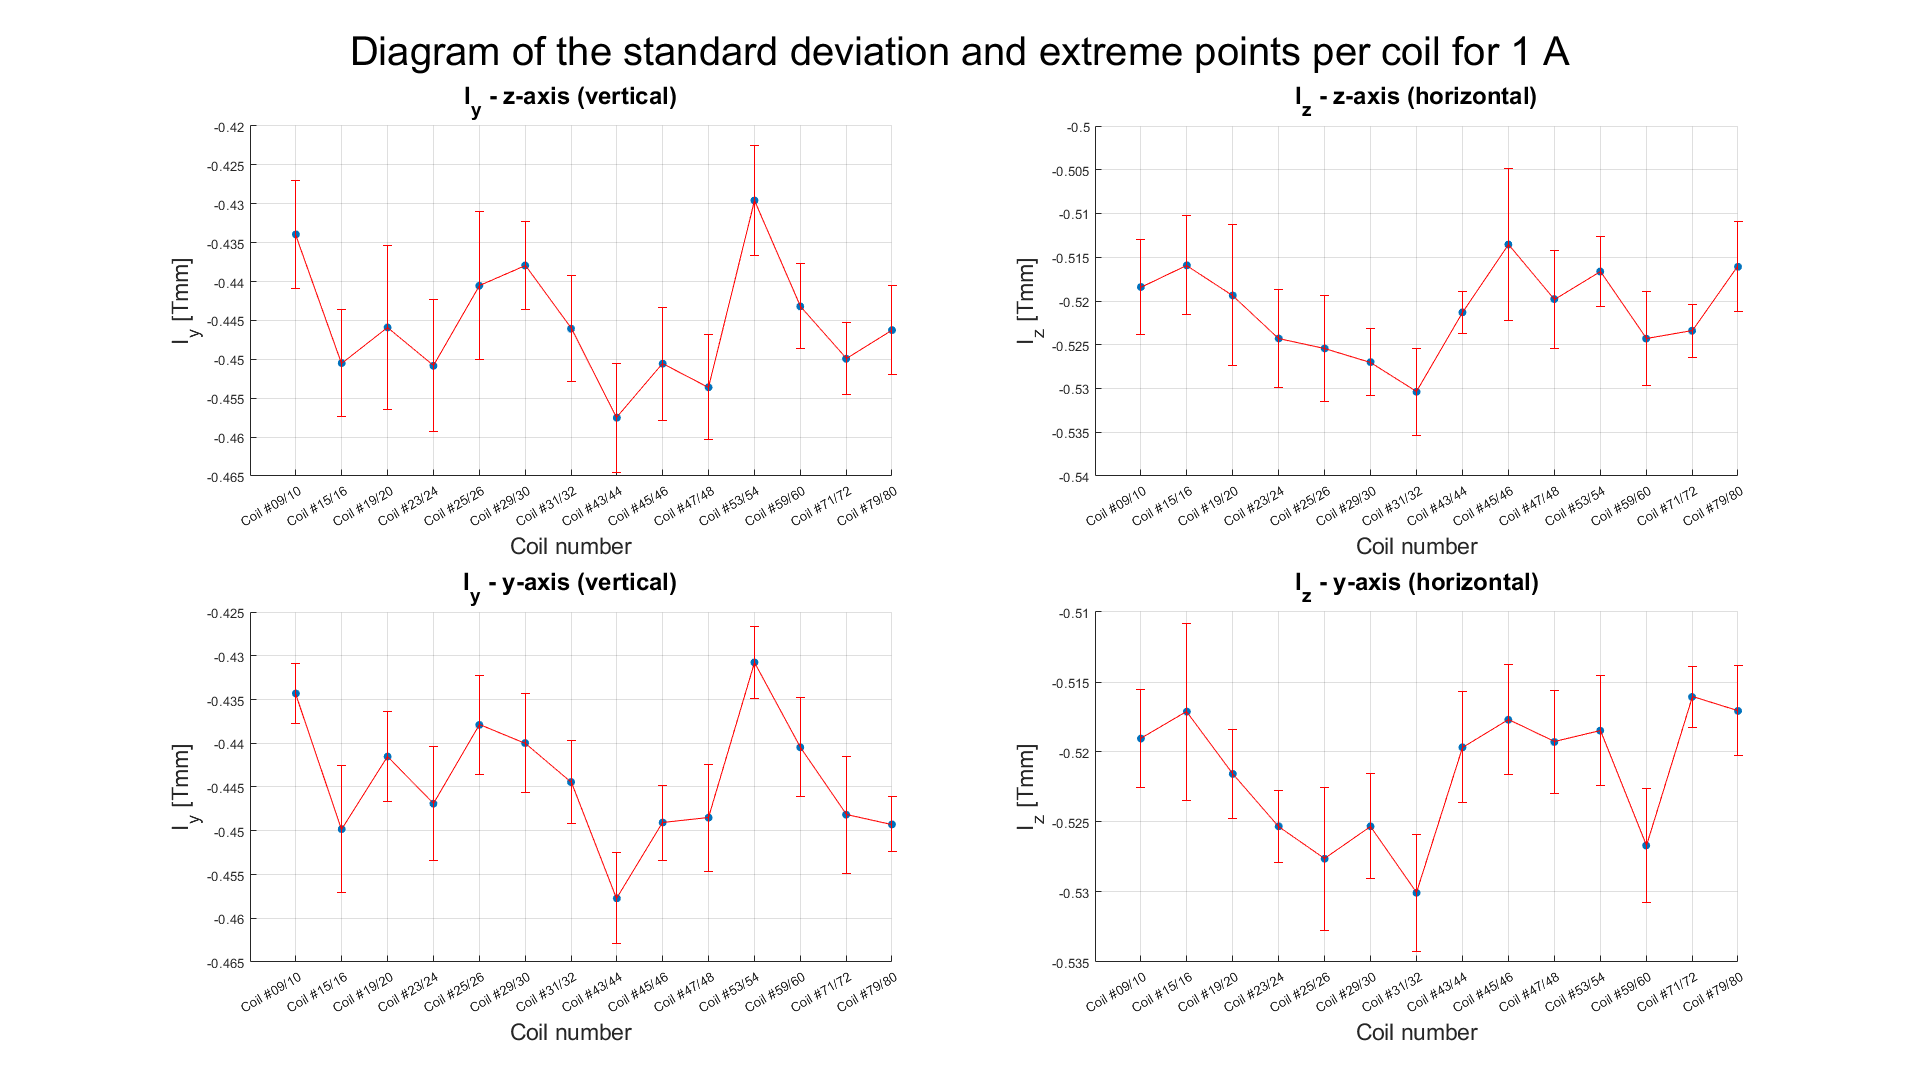 Diagram of the standard deviation and extreme points per coil for 1 A
I_y - z-axis (vertical)
-0.42
-0.425
-0.43
-0.435
-0.44
-0.445
-0.45
-0.455
-0.46
-0.465
I_y [Tmm]
Coil #09/10
Coil #15/16
Coil #19/20
Coil #23/24
Coil #25/26
Coil #29/30
Coil #31/32
Coil #43/44
Coil #45/46
Coil #47/48
Coil #53/54
Coil #59/60
Coil #71/72
Coil #79/80
Coil number
I_z - z-axis (horizontal)
-0.5
-0.505
-0.51
-0.515
-0.52
-0.525
-0.53
-0.535
-0.54
I_z [Tmm]
Coil #09/10
Coil #15/16
Coil #19/20
Coil #23/24
Coil #25/26
Coil #29/30
Coil #31/32
Coil #43/44
Coil #45/46
Coil #47/48
Coil #53/54
Coil #59/60
Coil #71/72
Coil #79/80
Coil number
I_y - y-axis (vertical)
-0.425
-0.43
-0.435
-0.44
-0.445
-0.45
-0.455
-0.46
-0.465
I_y [Tmm]
Coil #09/10
Coil #15/16
Coil #19/20
Coil #23/24
Coil #25/26
Coil #29/30
Coil #31/32
Coil #43/44
Coil #45/46
Coil #47/48
Coil #53/54
Coil #59/60
Coil #71/72
Coil #79/80
Coil number
I_z - y-axis (horizontal)
-0.51
-0.515
-0.52
-0.525
-0.53
-0.535
I_z [Tmm]
Coil #09/10
Coil #15/16
Coil #19/20
Coil #23/24
Coil #25/26
Coil #29/30
Coil #31/32
Coil #43/44
Coil #45/46
Coil #47/48
Coil #53/54
Coil #59/60
Coil #71/72
Coil #79/80
Coil number